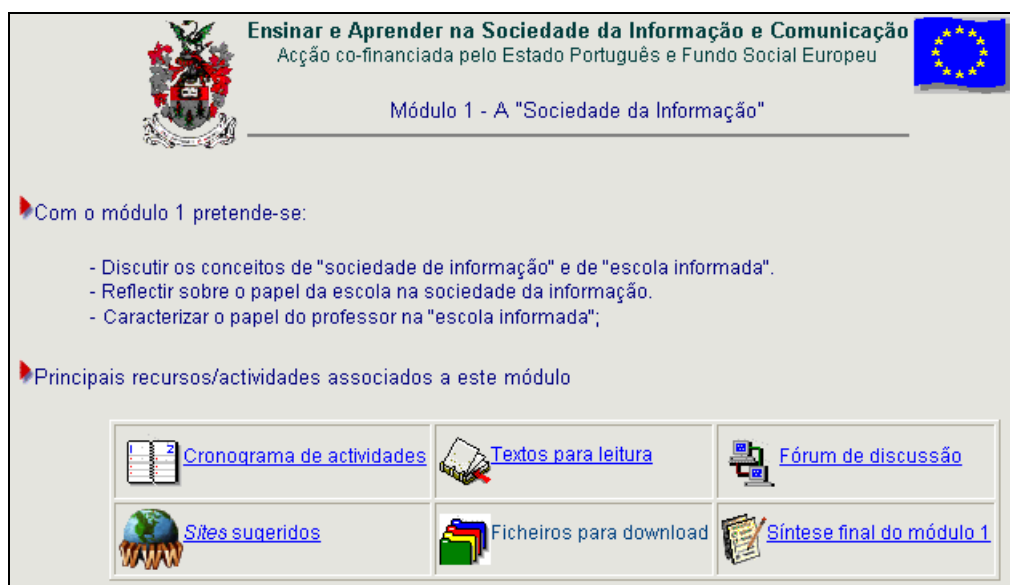 Ensinar e Aprender na Sociedade da Informação e Comunicação
Acção co-financiada pelo Estado Português e Fundo Social Europeu
Módulo 1 - A "Sociedade da Informação"
Com o módulo 1 pretende-se:
- Discutir os conceitos de "sociedade de informação" e de "escola informada".
- Reflectir sobre o papel da escola na sociedade da informação.
- Caracterizar o papel do professor na "escola informada";
Principais recursos/actividades associados a este módulo
1 2 Cronograma de actividades Textos para leitura Fórum de discussão
Sites sugeridos Ficheiros para download Síntese final do módulo 1